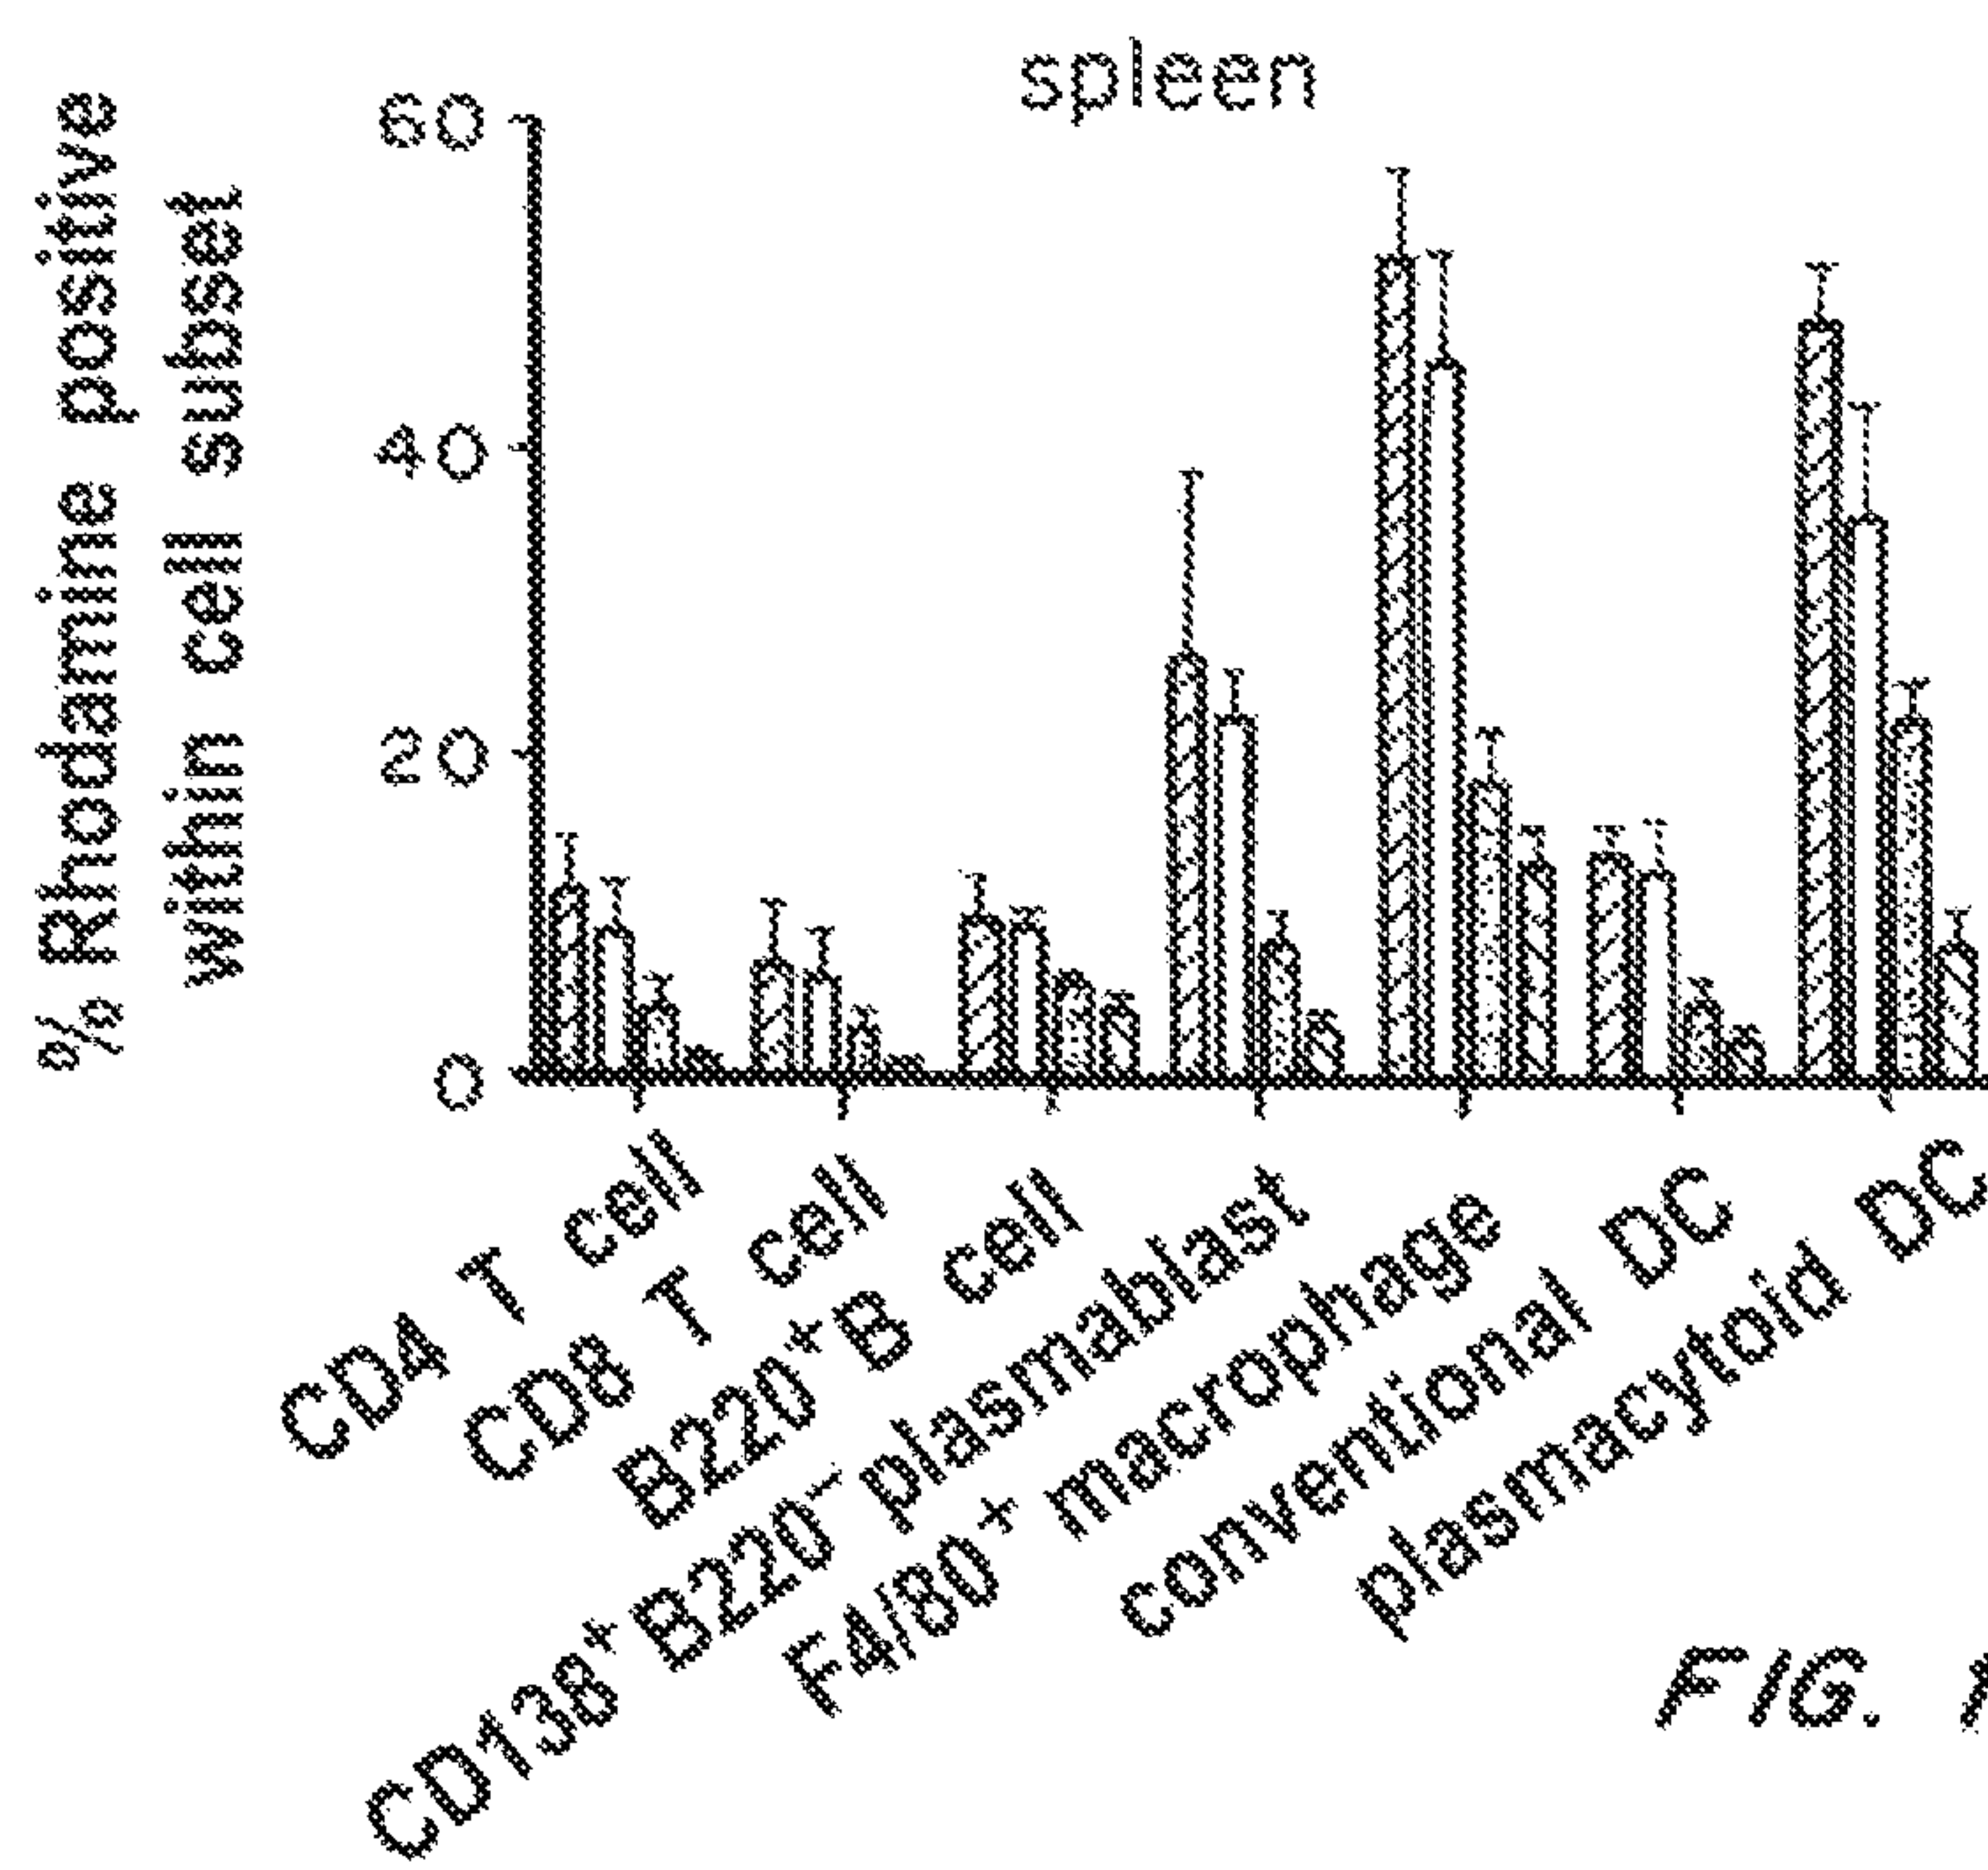 spleen
% Rhodamine positive
within cell subset
60
40
20
0
CD4 T cell
CD8 T cell
B220⁺B cell
CD138⁺B220⁻plasmablast
F4/80⁺ macrophage
conventional DC
plasmacytoid DC
FIG.